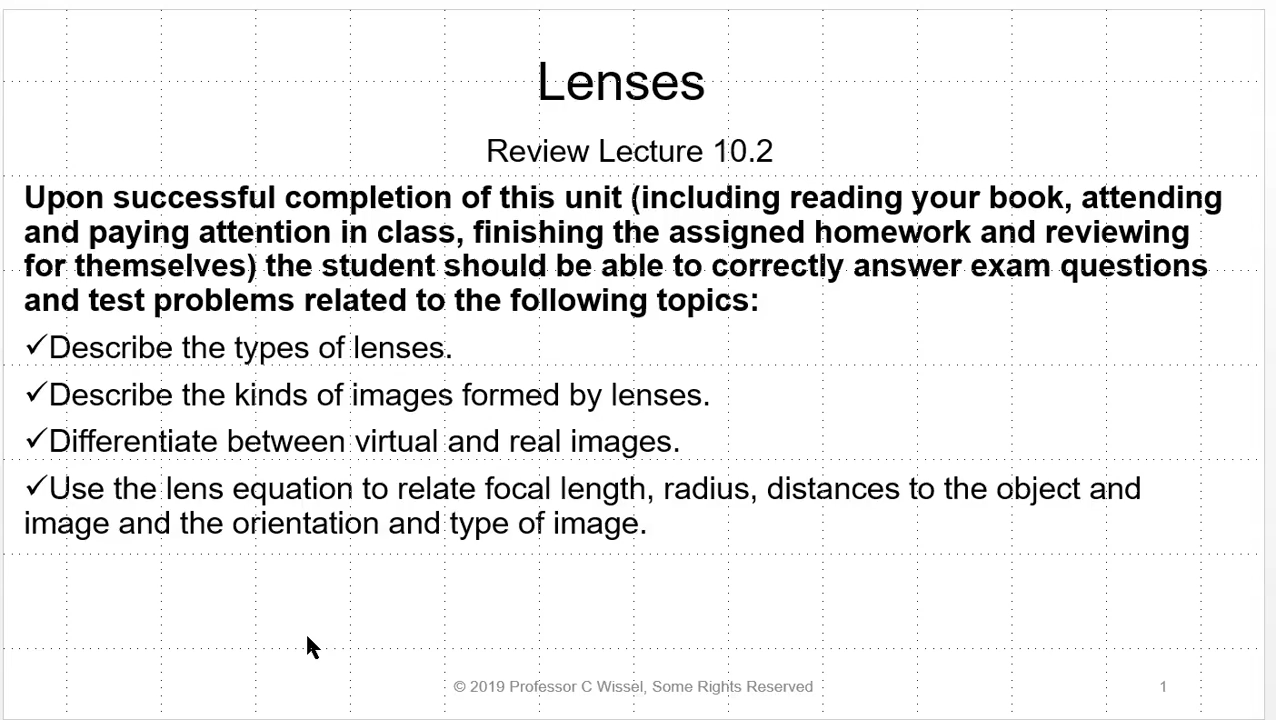 Lenses
Review Lecture 10.2
Upon successful completion of this unit (including reading your book, attending
and paying attention in class, finishing the assigned homework and reviewing
for themselves) the student should be able to correctly answer exam questions
and test problems related to the following topics:
✓Describe the types of lenses.
✓Describe the kinds of images formed by lenses.
✓Differentiate between virtual and real images.
✓Use the lens equation to relate focal length, radius, distances to the object and
image and the orientation and type of image.
© 2019 Professor C Wissel, Some Rights Reserved
1